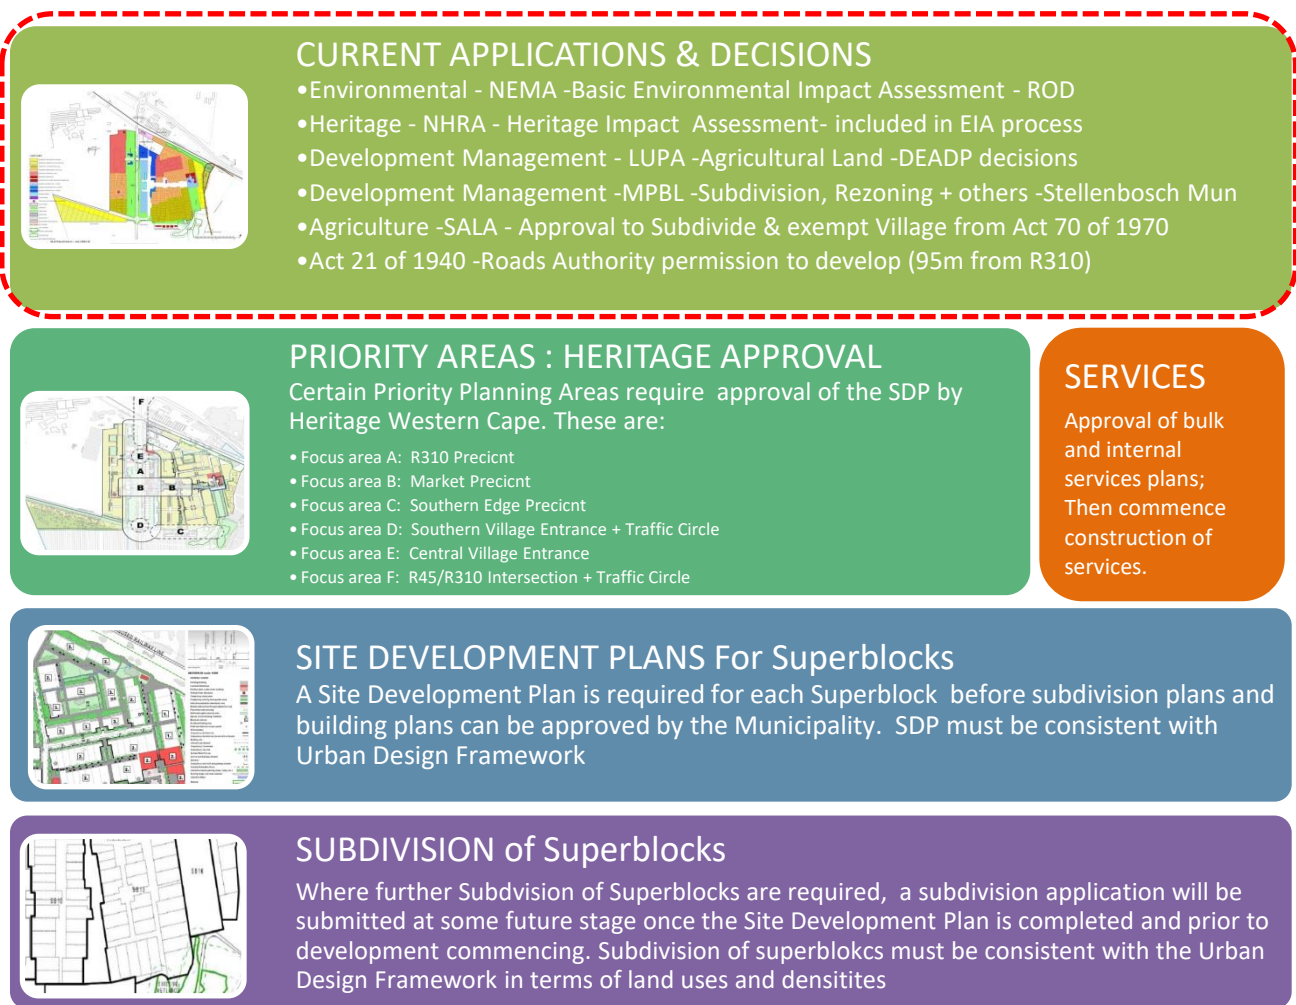 CURRENT APPLICATIONS & DECISIONS
•Environmental - NEMA -Basic Environmental Impact Assessment - ROD
•Heritage - NHRA - Heritage Impact Assessment- included in EIA process
•Development Management - LUPA -Agricultural Land -DEADP decisions
•Development Management -MPBL -Subdivision, Rezoning + others -Stellenbosch Mun
•Agriculture -SALA - Approval to Subdivide & exempt Village from Act 70 of 1970
•Act 21 of 1940 -Roads Authority permission to develop (95m from R310)
PRIORITY AREAS : HERITAGE APPROVAL
Certain Priority Planning Areas require approval of the SDP by
Heritage Western Cape. These are:
•Focus area A: R310 Precicnt
•Focus area B: Market Precicnt
•Focus area C: Southern Edge Precicnt
•Focus area D: Southern Village Entrance + Traffic Circle
•Focus area E: Central Village Entrance
•Focus area F: R45/R310 Intersection + Traffic Circle
F
E
A
B B
D
C
SERVICES
Approval of bulk
and internal
services plans;
Then commence
construction of
services.
SITE DEVELOPMENT PLANS For Superblocks
A Site Development Plan is required for each Superblock before subdivision plans and
building plans can be approved by the Municipality. SDP must be consistent with
Urban Design Framework
SUBDIVISION of Superblocks
Where further Subdvision of Superblocks are required, a subdivision application will be
submitted at some future stage once the Site Development Plan is completed and prior to
development commencing. Subdivision of superblokcs must be consistent with the Urban
Design Framework in terms of land uses and densitites